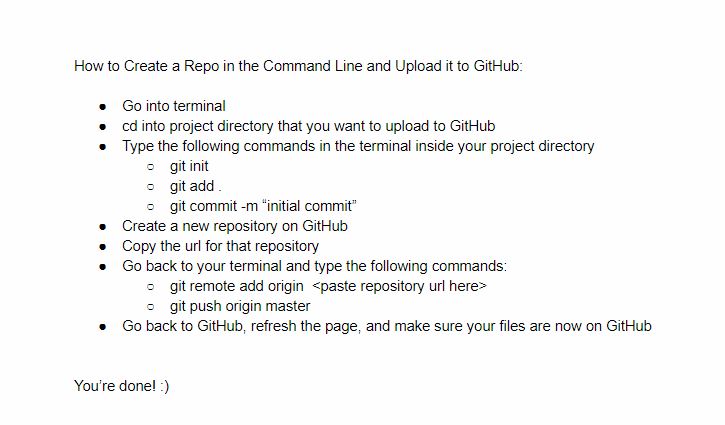 How to Create a Repo in the Command Line and Upload it to GitHub:
● Go into terminal
● cd into project directory that you want to upload to GitHub
● Type the following commands in the terminal inside your project directory
○ git init
○ git add .
○ git commit -m “initial commit”
● Create a new repository on GitHub
● Copy the url for that repository
● Go back to your terminal and type the following commands:
○ git remote add origin  <paste repository url here>
○ git push origin master
● Go back to GitHub, refresh the page, and make sure your files are now on GitHub
You’re done! :)